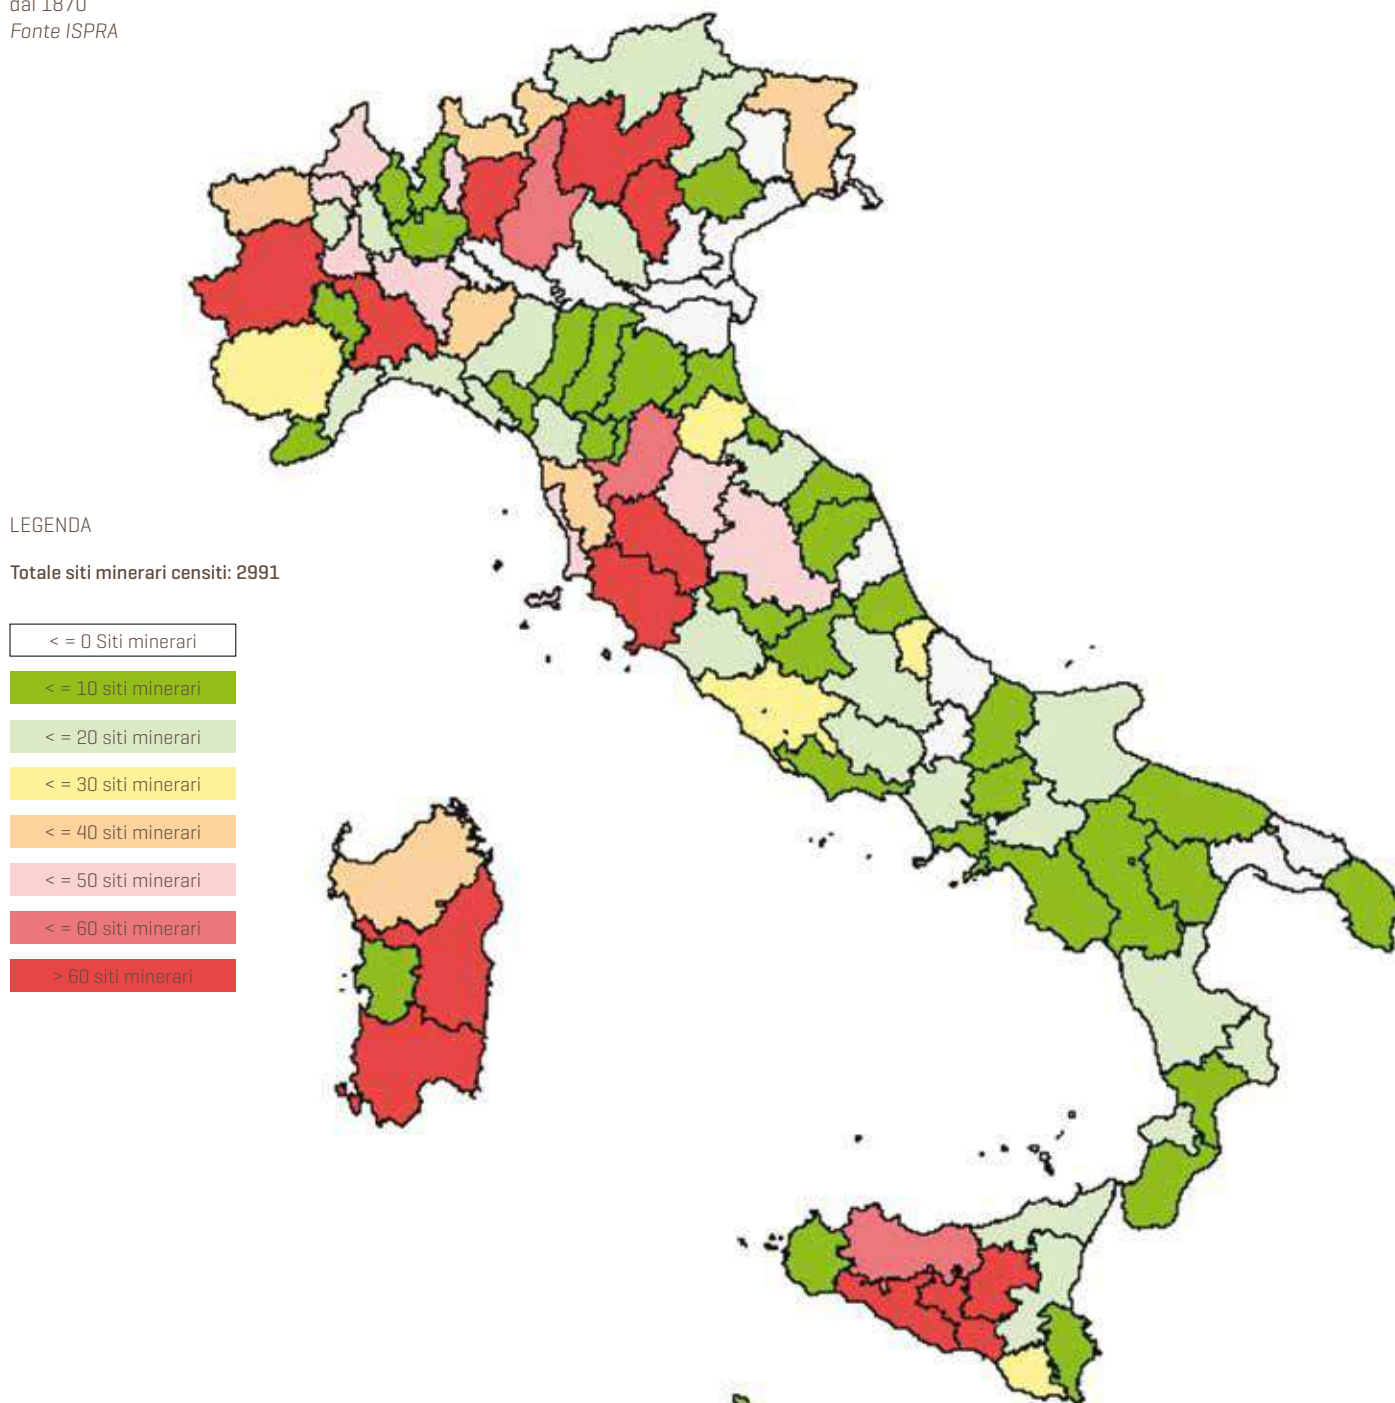 dal 1870
Fonte ISPRA
LEGENDA
Totale siti minerari censiti: 2991
< = 0 Siti minerari
< = 10 siti minerari
< = 20 siti minerari
< = 30 siti minerari
< = 40 siti minerari
< = 50 siti minerari
< = 60 siti minerari
> 60 siti minerari